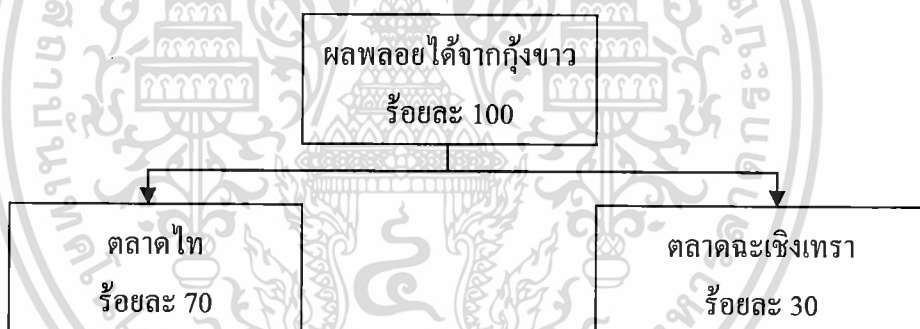 ผลพลอยได้จากกุ้งขาว
ร้อยละ 100
ตลาดไท
ร้อยละ 70
ตลาดฉะเชิงเทรา
ร้อยละ 30